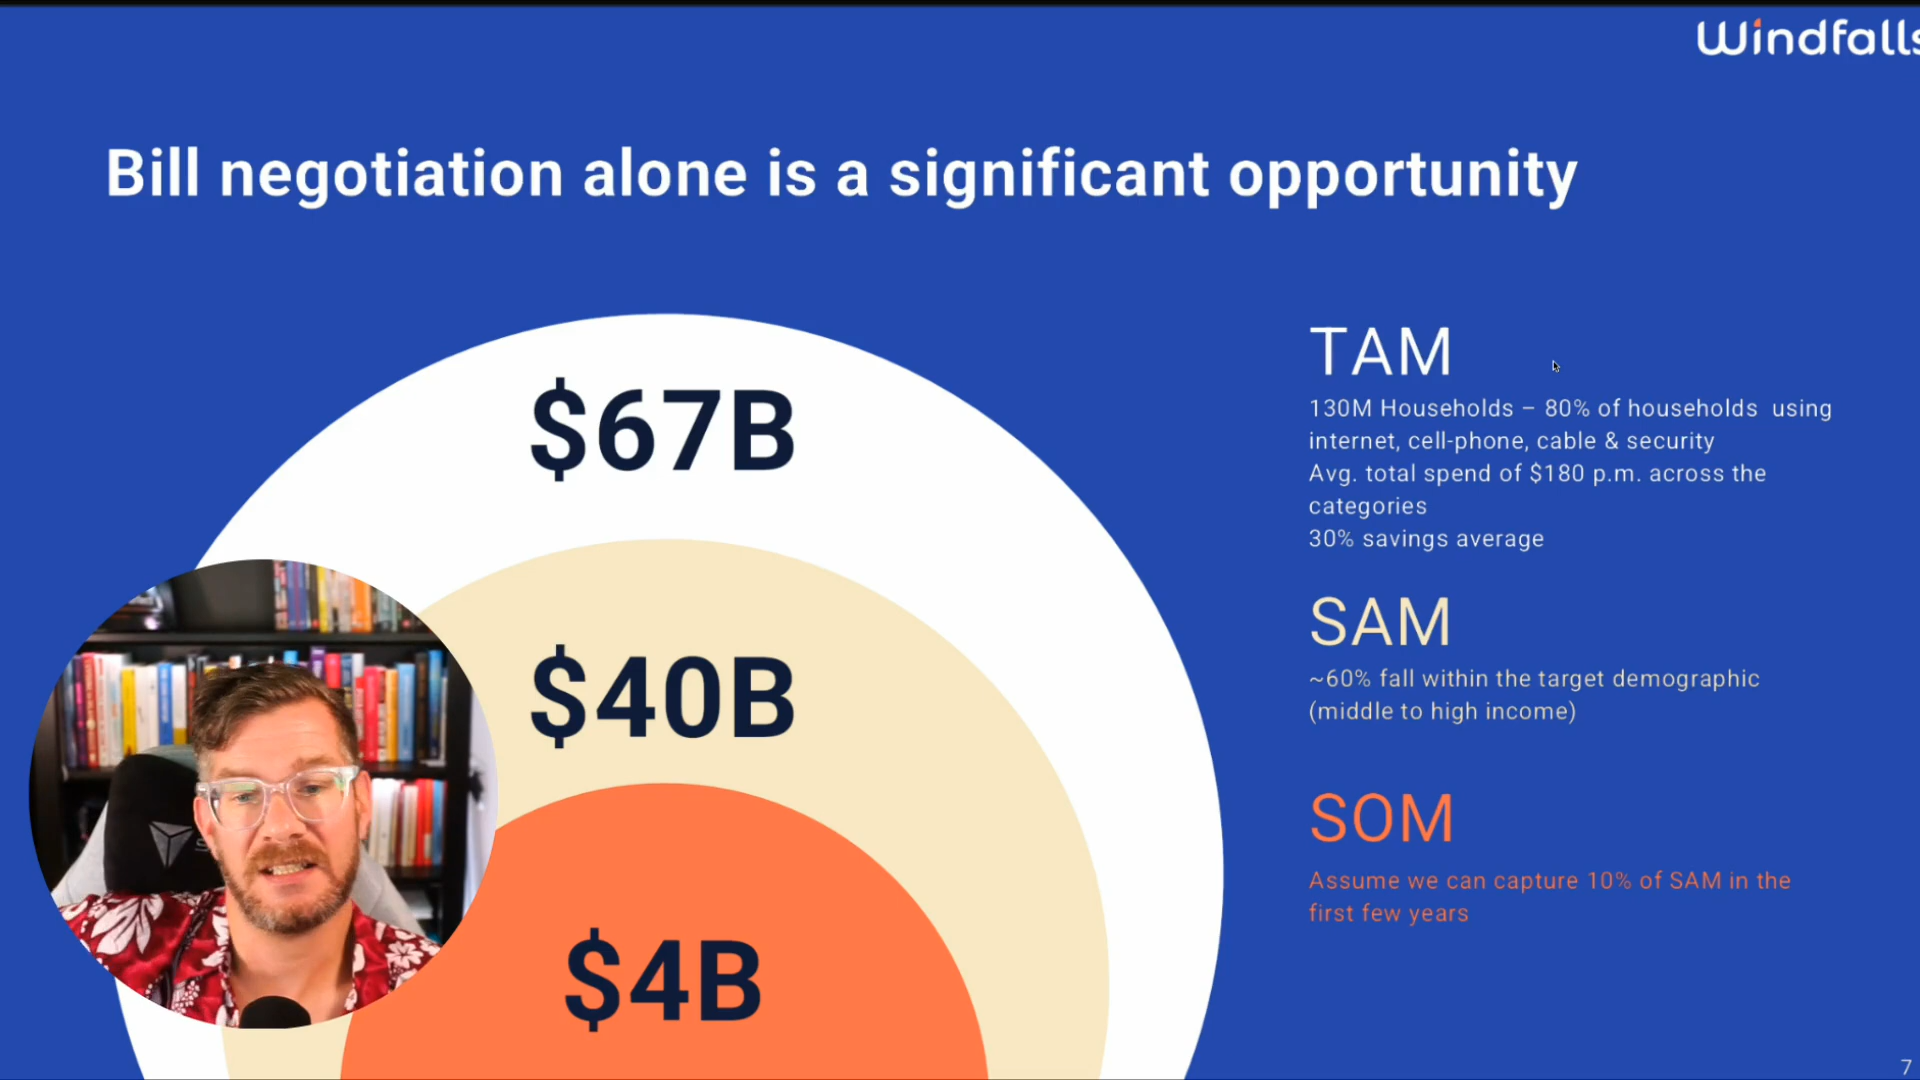 Windfalls
Bill negotiation alone is a significant opportunity
$67B
$40B
$4B
TAM
130M Households – 80% of households  using
internet, cell-phone, cable & security
Avg. total spend of $180 p.m. across the
categories
30% savings average
SAM
~60% fall within the target demographic
(middle to high income)
SOM
Assume we can capture 10% of SAM in the
first few years
7